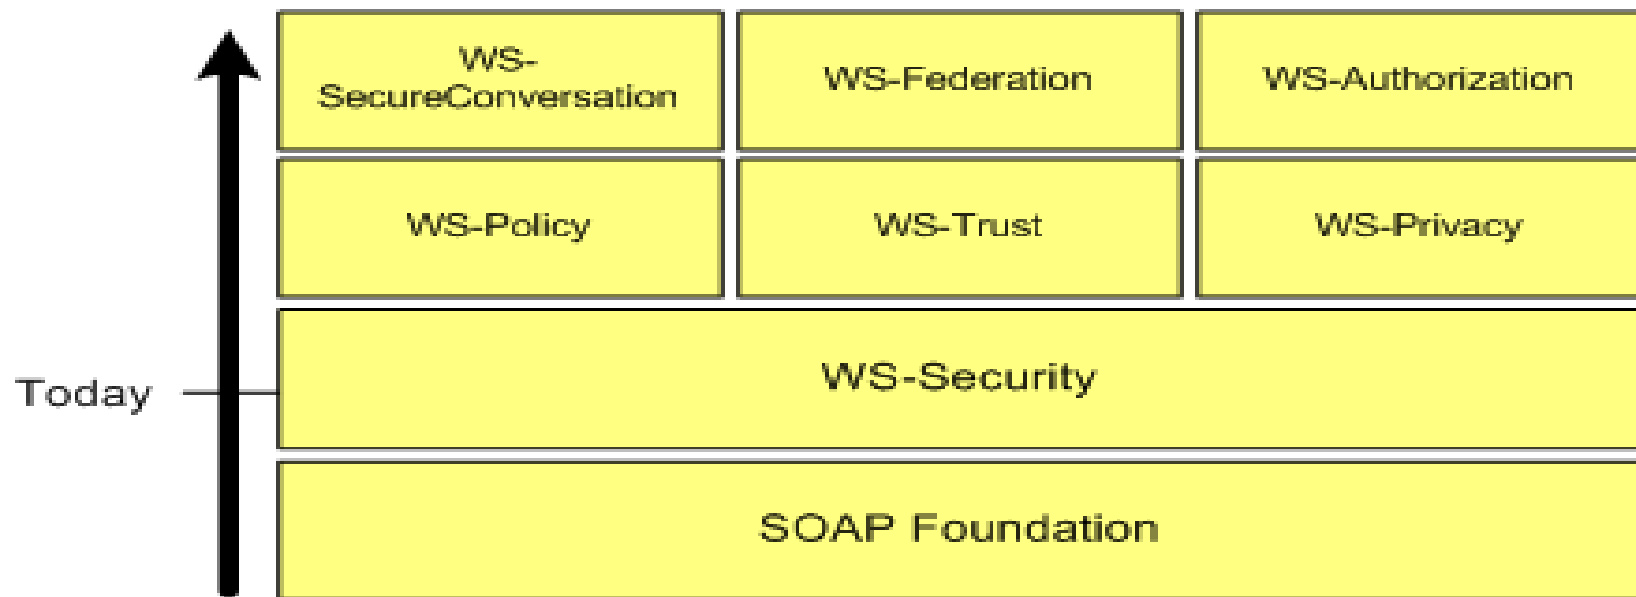 WS-
SecureConversation
WS-Federation
WS-Authorization
WS-Policy
WS-Trust
WS-Privacy
Today
WS-Security
SOAP Foundation